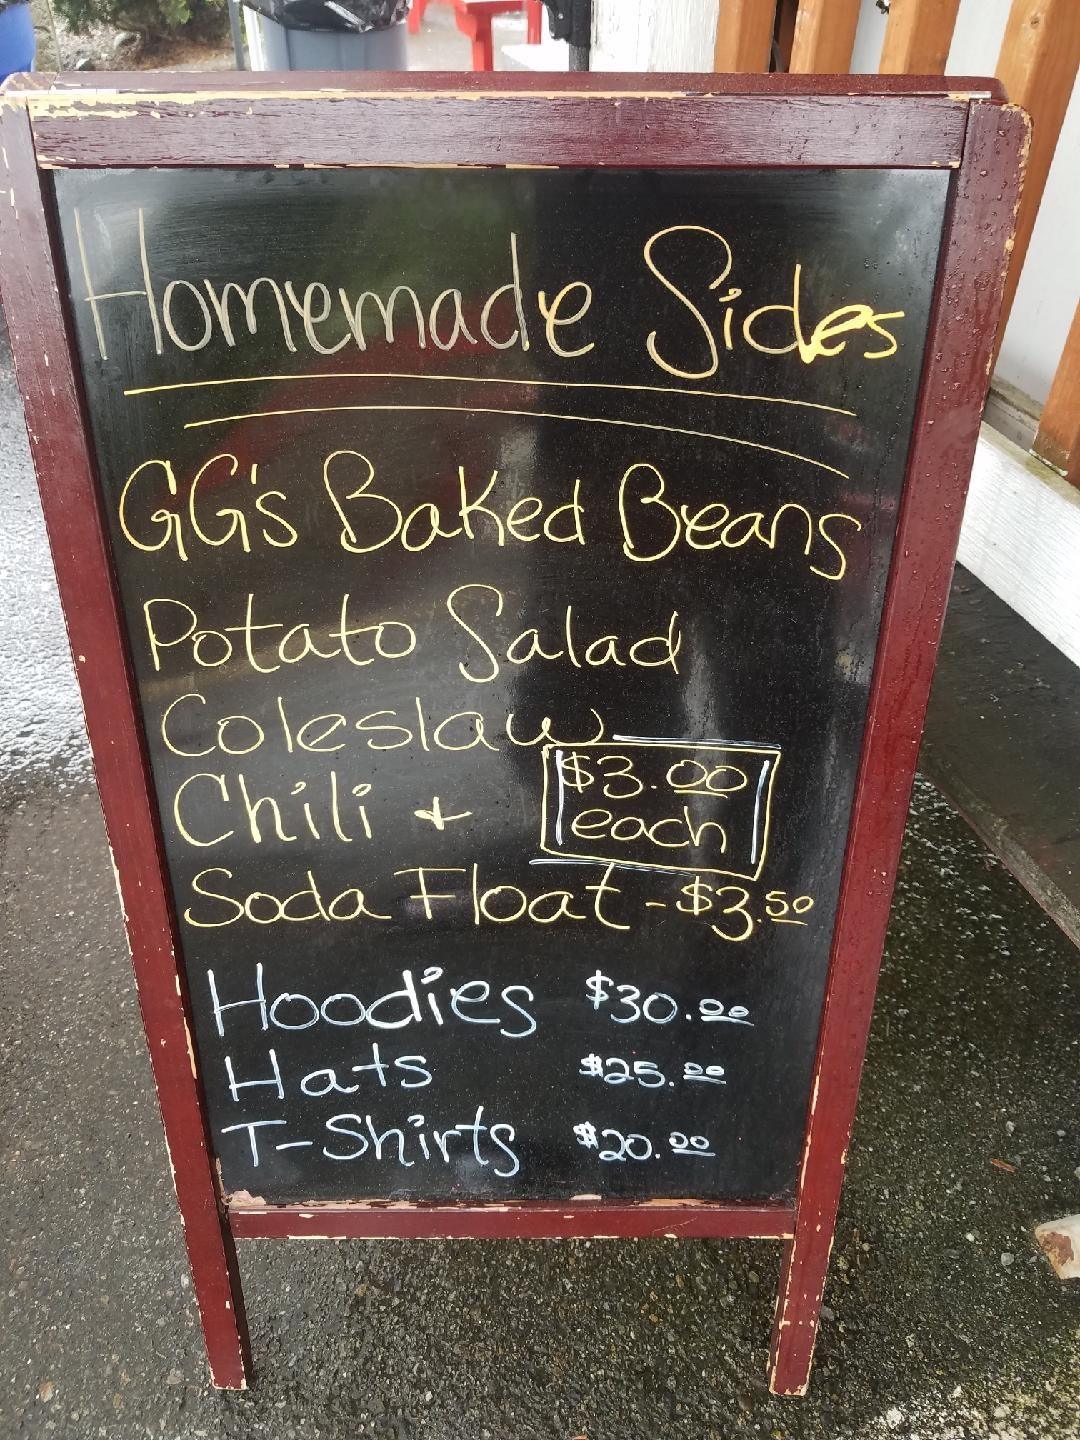 Homemade Sides
GG's Baked Beans
Potato Salad
Coleslaw
$3.00
each
Chili &
Soda Float - $3.50
Hoodies $30.00
Hats $25.00
T-Shirts $20.00